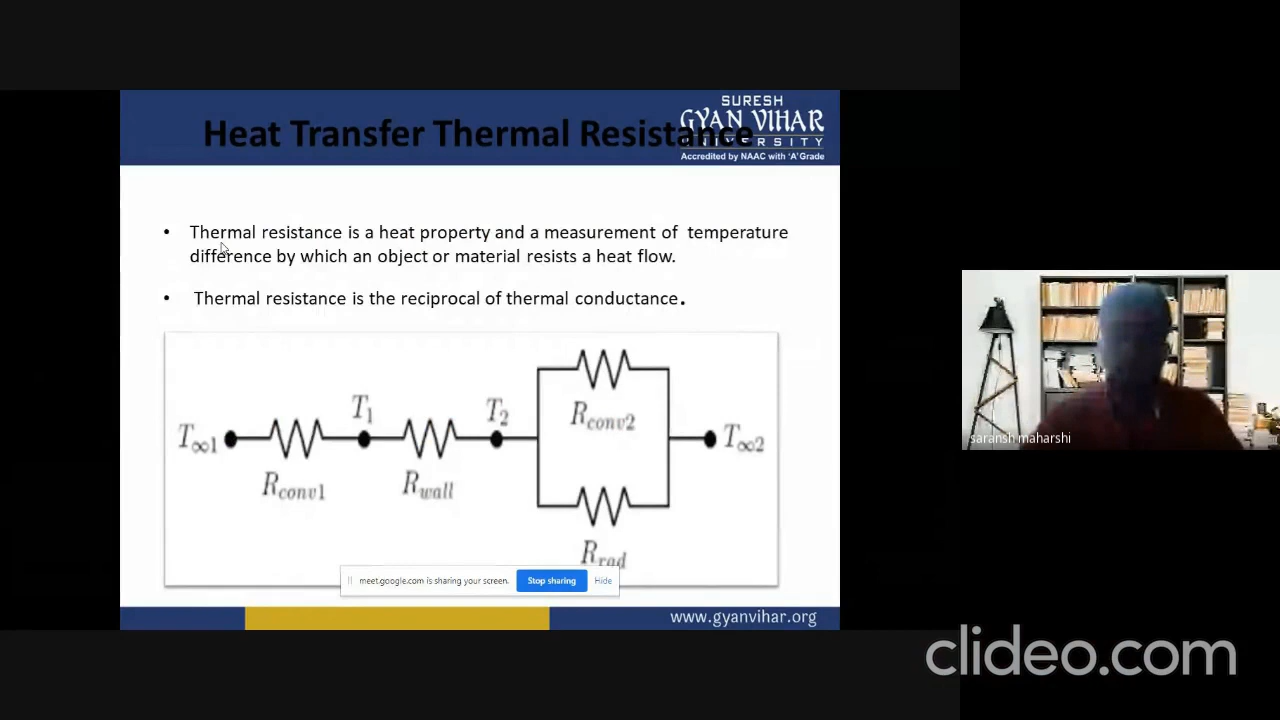 SURESH
GYAN VIHAR
UNIVERSITY
Accredited by NAAC with 'A' Grade
Heat Transfer Thermal Resistance
• Thermal resistance is a heat property and a measurement of temperature
difference by which an object or material resists a heat flow.
• Thermal resistance is the reciprocal of thermal conductance.
T∞1
Rconv1
T1
Rwall
T2
Rconv2
Rrad
T∞2
meet.google.com is sharing your screen.
Stop sharing
Hide
www.gyanvihar.org
saransh maharshi
clideo.com